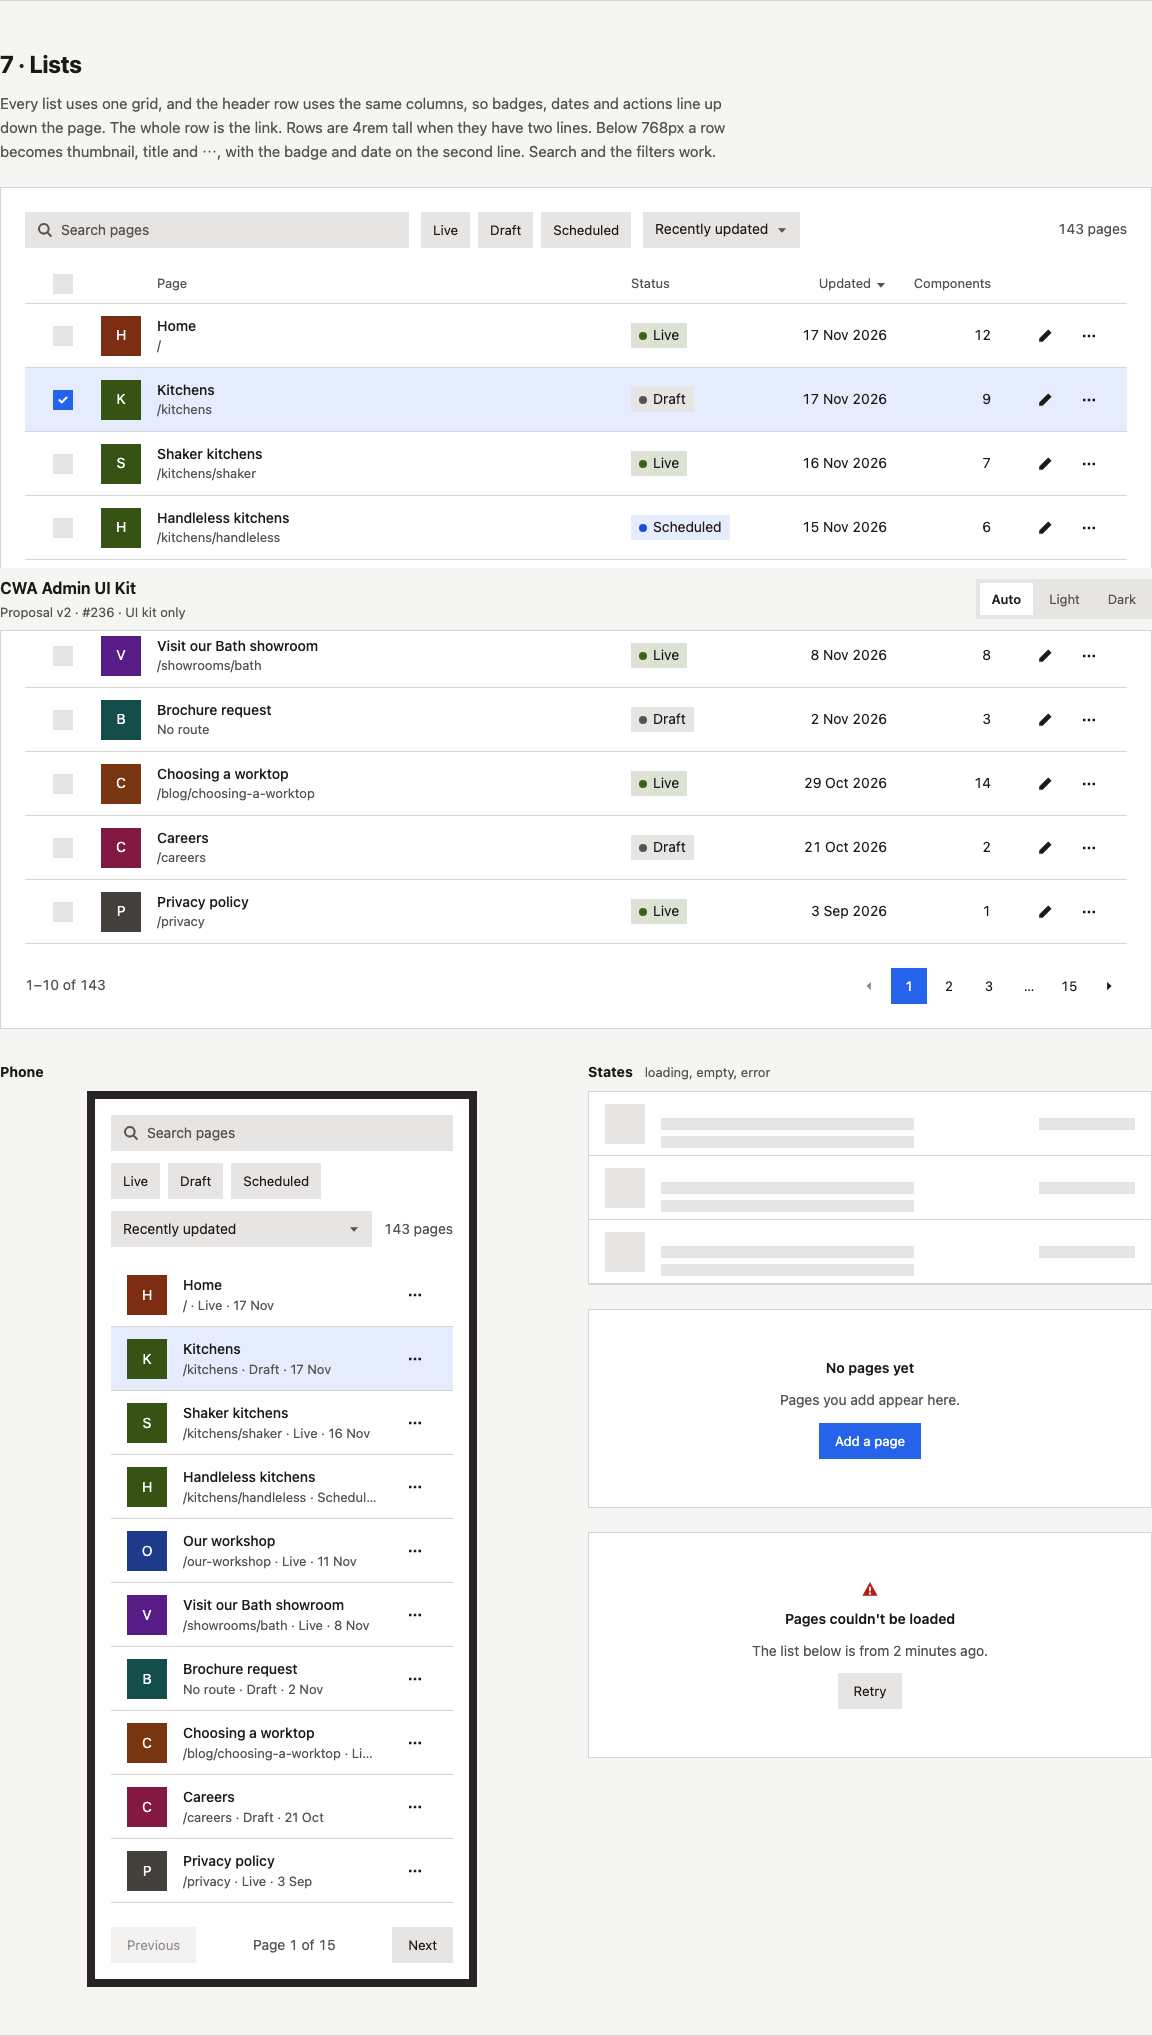 7 · Lists
Every list uses one grid, and the header row uses the same columns, so badges, dates and actions line up
down the page. The whole row is the link. Rows are 4rem tall when they have two lines. Below 768px a row
becomes thumbnail, title and ···, with the badge and date on the second line. Search and the filters work.
Search pages Live Draft Scheduled Recently updated 143 pages
Page Status Updated Components
H Home Live 17 Nov 2026 12 ···
/
K Kitchens Draft 17 Nov 2026 9 ···
/kitchens
S Shaker kitchens Live 16 Nov 2026 7 ···
/kitchens/shaker
H Handleless kitchens Scheduled 15 Nov 2026 6 ···
/kitchens/handleless
CWA Admin UI Kit
Proposal v2 · #236 · UI kit only
Auto Light Dark
V Visit our Bath showroom Live 8 Nov 2026 8 ···
/showrooms/bath
B Brochure request Draft 2 Nov 2026 3 ···
No route
C Choosing a worktop Live 29 Oct 2026 14 ···
/blog/choosing-a-worktop
C Careers Draft 21 Oct 2026 2 ···
/careers
P Privacy policy Live 3 Sep 2026 1 ···
/privacy
1–10 of 143 1 2 3 ... 15
Phone
Search pages
Live Draft Scheduled
Recently updated 143 pages
H Home ···
/ · Live · 17 Nov
K Kitchens ···
/kitchens · Draft · 17 Nov
S Shaker kitchens ···
/kitchens/shaker · Live · 16 Nov
H Handleless kitchens ···
/kitchens/handleless · Schedul...
O Our workshop ···
/our-workshop · Live · 11 Nov
V Visit our Bath showroom ···
/showrooms/bath · Live · 8 Nov
B Brochure request ···
No route · Draft · 2 Nov
C Choosing a worktop ···
/blog/choosing-a-worktop · Li...
C Careers ···
/careers · Draft · 21 Oct
P Privacy policy ···
/privacy · Live · 3 Sep
Previous Page 1 of 15 Next
States loading, empty, error
No pages yet
Pages you add appear here.
Add a page
Pages couldn't be loaded
The list below is from 2 minutes ago.
Retry